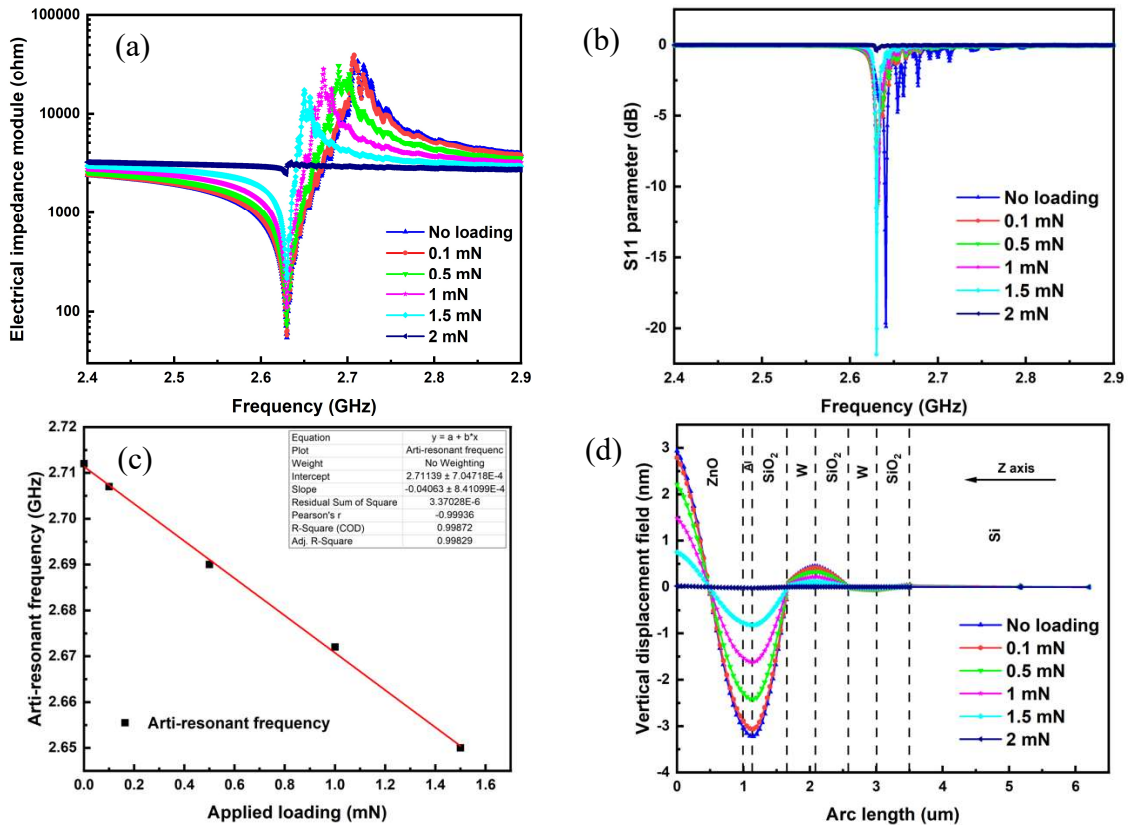 (a)
Electrical impedance module (ohm)
100000
10000
1000
100
No loading
0.1 mN
0.5 mN
1 mN
1.5 mN
2 mN
2.4 2.5 2.6 2.7 2.8 2.9
Frequency (GHz)
(b)
S11 parameter (dB)
0
-5
-10
-15
-20
No loading
0.1 mN
0.5 mN
1 mN
1.5 mN
2 mN
2.4 2.5 2.6 2.7 2.8 2.9
Frequency (GHz)
(c)
Arti-resonant frequency (GHz)
2.72
2.71
2.70
2.69
2.68
2.67
2.66
2.65
Equation y = a + b*x
Plot Arti-resonant frequenc
Weight No Weighting
Intercept 2.71139 ± 7.04718E-4
Slope -0.04063 ± 8.41099E-4
Residual Sum of Square 3.37028E-6
Pearson's r -0.99936
R-Square (COD) 0.99872
Adj. R-Square 0.99829
Arti-resonant frequency
0.0 0.2 0.4 0.6 0.8 1.0 1.2 1.4 1.6
Applied loading (mN)
(d)
Vertical displacement field (nm)
3
2
1
0
-1
-2
-3
-4
ZnO
Al
SiO2
W
SiO2
W
SiO2
Z axis
Si
No loading
0.1 mN
0.5 mN
1 mN
1.5 mN
2 mN
0 1 2 3 4 5 6
Arc length (um)